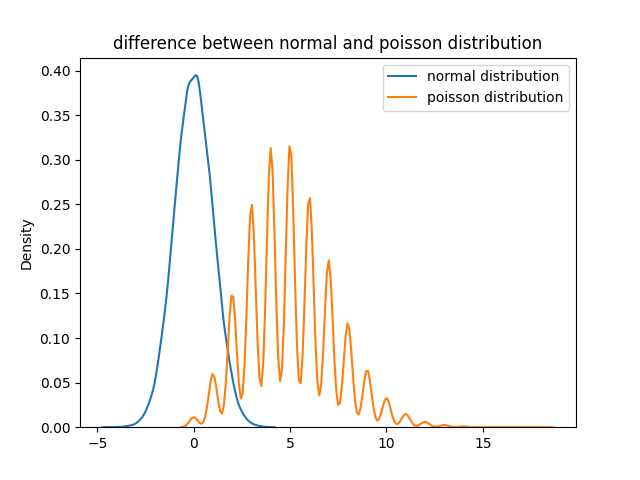 difference between normal and poisson distribution
normal distribution
poisson distribution
Density
0.40
0.35
0.30
0.25
0.20
0.15
0.10
0.05
0.00
−5 0 5 10 15